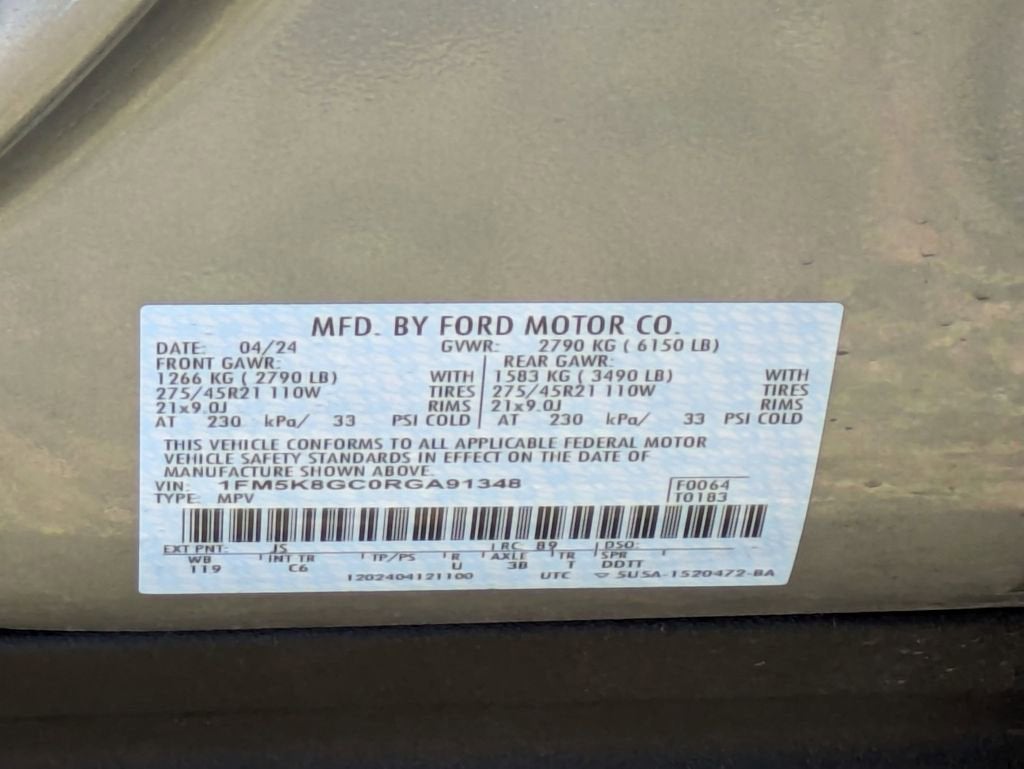 MFD. BY FORD MOTOR CO.
DATE: 04/24 GVWR: 2790 KG ( 6150 LB)
FRONT GAWR: REAR GAWR:
1266 KG ( 2790 LB) WITH 1583 KG ( 3490 LB) WITH
275/45R21 110W TIRES 275/45R21 110W TIRES
21x9.0J RIMS 21x9.0J RIMS
AT 230 kPa/ 33 PSI COLD AT 230 kPa/ 33 PSI COLD
THIS VEHICLE CONFORMS TO ALL APPLICABLE FEDERAL MOTOR
VEHICLE SAFETY STANDARDS IN EFFECT ON THE DATE OF
MANUFACTURE SHOWN ABOVE.
VIN: 1FM5K8GC0RGA91348 F0064
TYPE: MPV T0183
EXT PNT: JS RC: 89 DSO:
WB INT TR TP/PS R AXLE TR SPR
119 C6 U 3B T DDTT
1202404121100 UTC ▽ 5U5A-1520472-BA